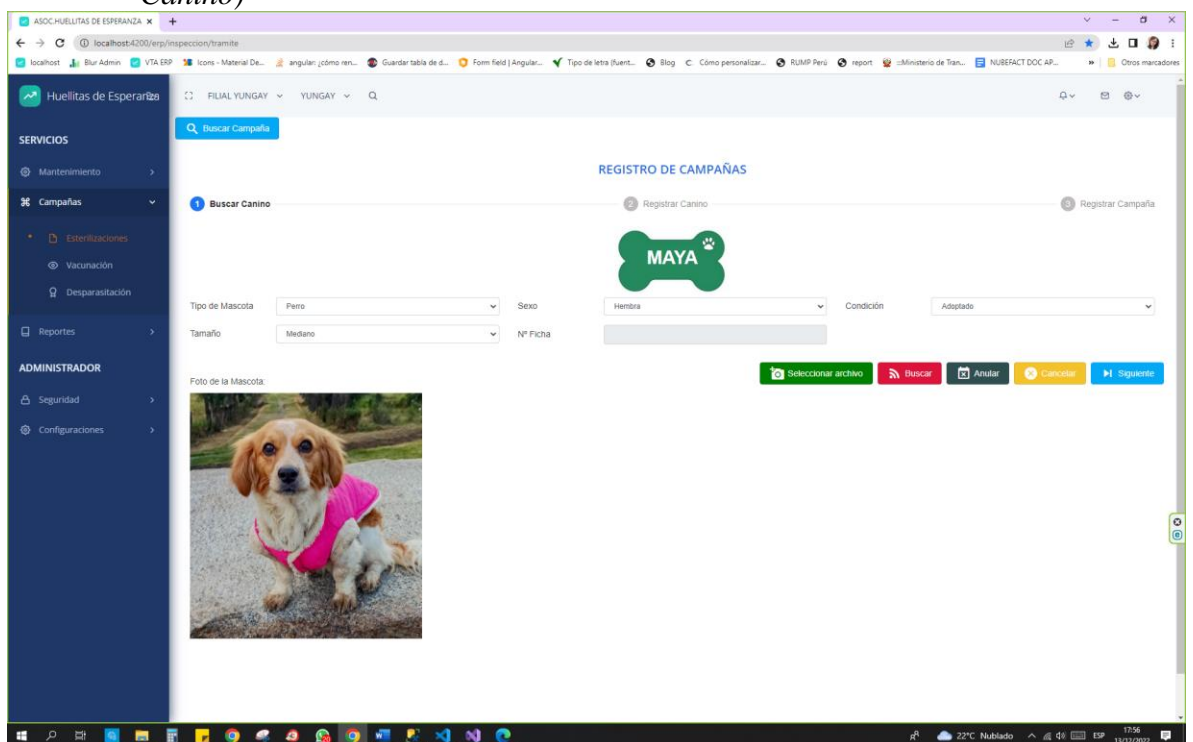 Canino)
ASOC.HUELLITAS DE ESPERANZA
localhost:4200/erp/inspeccion/tramite
localhost Blur Admin VTA ERP Icons - Material De... angular: ¿cómo ren... Guardar tabla de d... Form field | Angular... Tipo de letra (fuent... Blog Cómo personalizar... RUMP Perú report ::Ministerio de Tran... NUBEFACT DOC AP... Otros marcadores
Huellitas de Esperanza FILIAL YUNGAY YUNGAY
Buscar Campaña
SERVICIOS
REGISTRO DE CAMPAÑAS
Mantenimiento
Campañas
1 Buscar Canino 2 Registrar Canino 3 Registrar Campaña
Esterilizaciones
MAYA
Vacunación
Desparasitación
Tipo de Mascota Perro Sexo Hembra Condición Adoptado
Reportes
Tamaño Mediano Nº Ficha
ADMINISTRADOR
Seleccionar archivo Buscar Anular Cancelar Siguiente
Foto de la Mascota:
Seguridad
Configuraciones
22°C Nublado ESP 17:56
13/12/2022